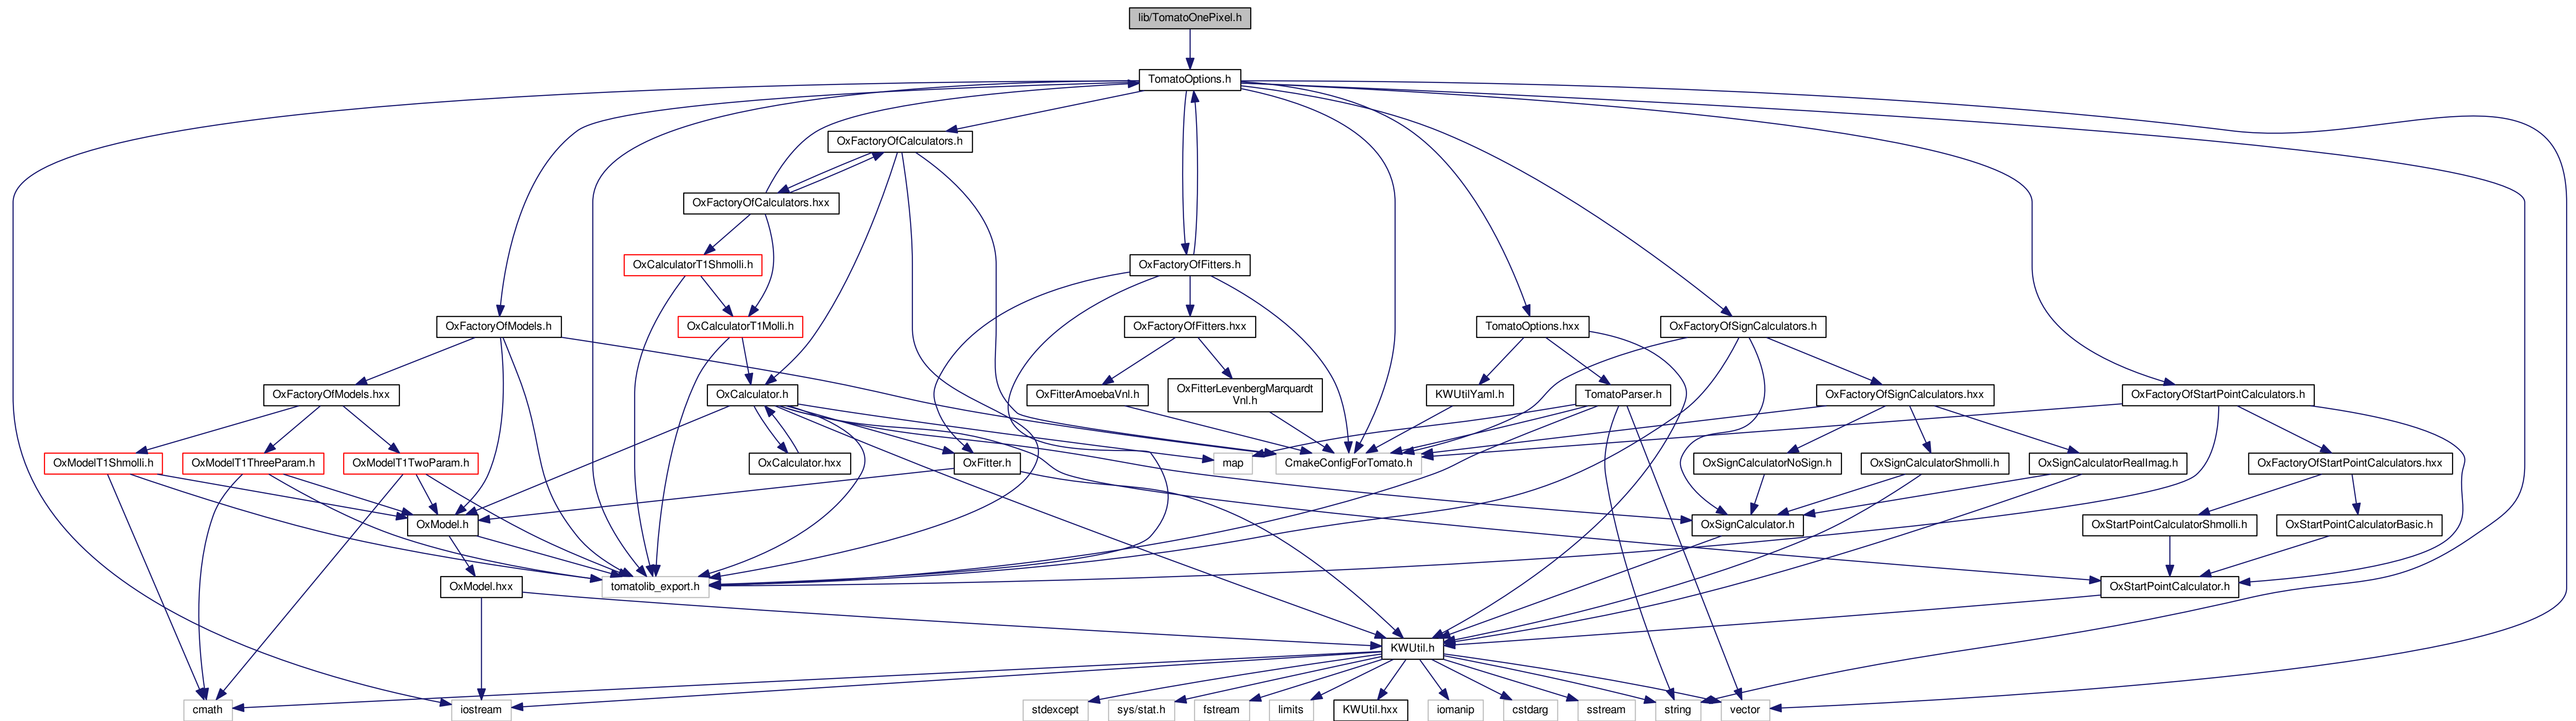 lib/TomatoOnePixel.h
TomatoOptions.h
OxFactoryOfCalculators.h
OxFactoryOfCalculators.hxx
OxCalculatorT1Shmolli.h
OxFactoryOfFitters.h
OxFactoryOfModels.h
OxCalculatorT1Molli.h
OxFactoryOfFitters.hxx
TomatoOptions.hxx
OxFactoryOfSignCalculators.h
OxFactoryOfModels.hxx
OxCalculator.h
OxFitterAmoebaVnl.h
OxFitterLevenbergMarquardt
Vnl.h
KWUtilYaml.h
TomatoParser.h
OxFactoryOfSignCalculators.hxx
OxFactoryOfStartPointCalculators.h
OxModelT1Shmolli.h
OxModelT1ThreeParam.h
OxModelT1TwoParam.h
OxCalculator.hxx
OxFitter.h
map
CmakeConfigForTomato.h
OxSignCalculatorNoSign.h
OxSignCalculatorShmolli.h
OxSignCalculatorRealImag.h
OxFactoryOfStartPointCalculators.hxx
OxModel.h
OxSignCalculator.h
OxStartPointCalculatorShmolli.h
OxStartPointCalculatorBasic.h
OxModel.hxx
tomatolib_export.h
OxStartPointCalculator.h
KWUtil.h
cmath
iostream
stdexcept
sys/stat.h
fstream
limits
KWUtil.hxx
iomanip
cstdarg
sstream
string
vector